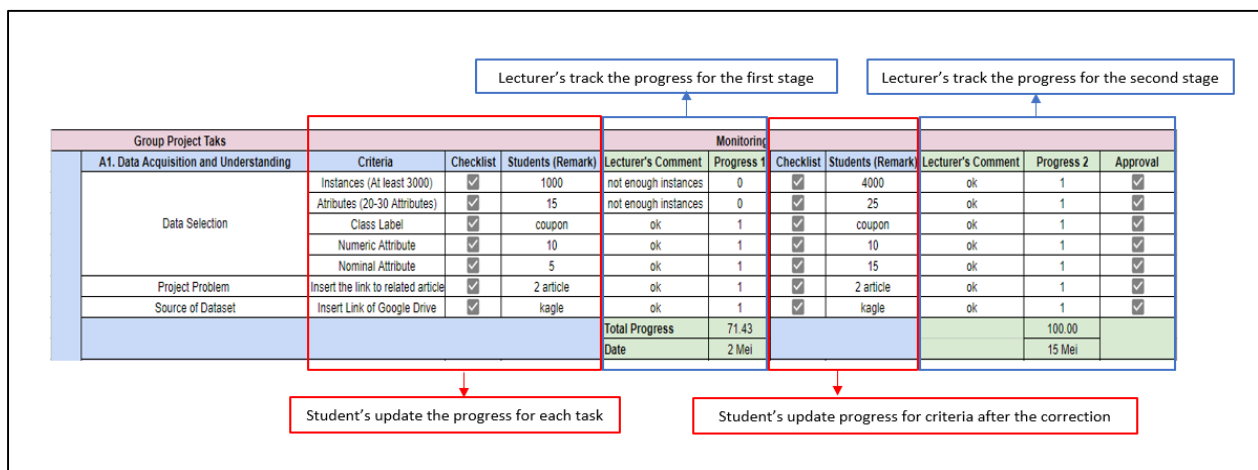 Lecturer's track the progress for the first stage
Lecturer's track the progress for the second stage
Group Project Taks Monitoring
A1. Data Acquisition and Understanding Criteria Checklist Students (Remark) Lecturer's Comment Progress 1 Checklist Students (Remark) Lecturer's Comment Progress 2 Approval
Instances (At least 3000) 1000 not enough instances 0 4000 ok 1
Atributes (20-30 Attributes) 15 not enough instances 0 25 ok 1
Data Selection Class Label coupon ok 1 coupon ok 1
Numeric Attribute 10 ok 1 10 ok 1
Nominal Attribute 5 ok 1 15 ok 1
Project Problem Insert the link to related article 2 article ok 1 2 article ok 1
Source of Dataset Insert Link of Google Drive kagle ok 1 kagle ok 1
Total Progress 71.43 100.00
Date 2 Mei 15 Mei
Student's update the progress for each task
Student's update progress for criteria after the correction